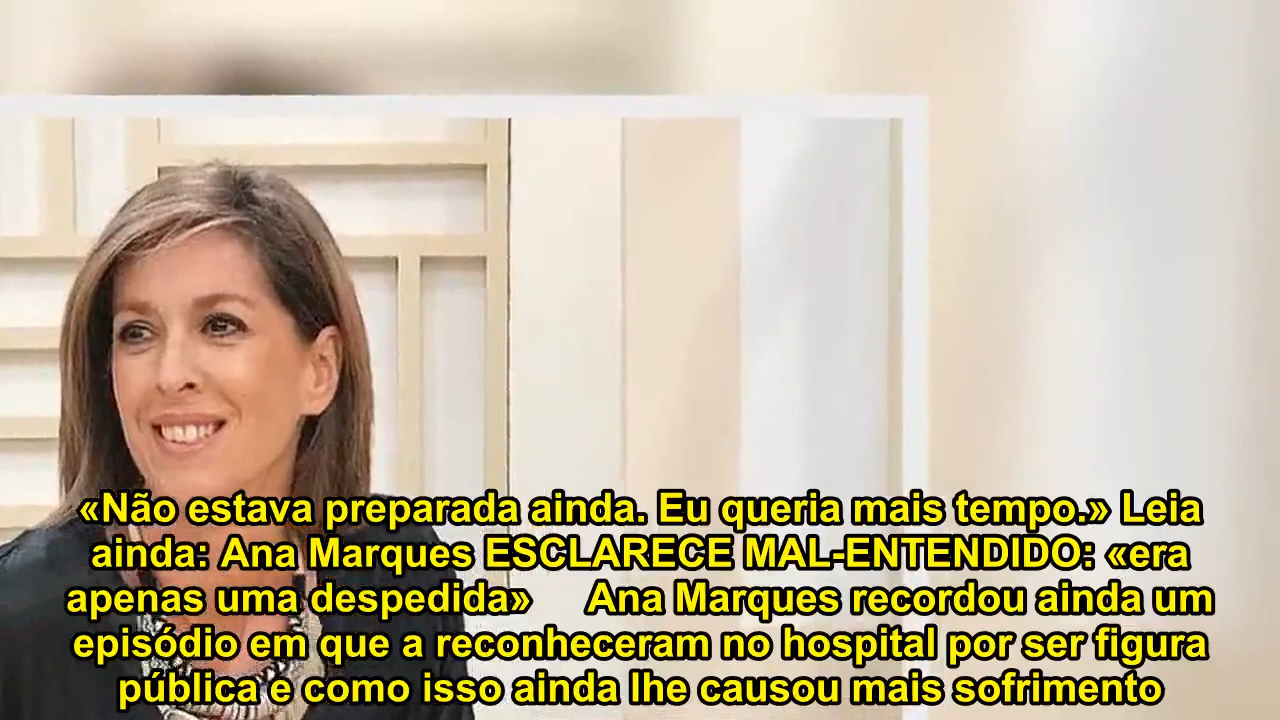 «Não estava preparada ainda. Eu queria mais tempo.» Leia
ainda: Ana Marques ESCLARECE MAL-ENTENDIDO: «era
apenas uma despedida» Ana Marques recordou ainda um
episódio em que a reconheceram no hospital por ser figura
pública e como isso ainda lhe causou mais sofrimento